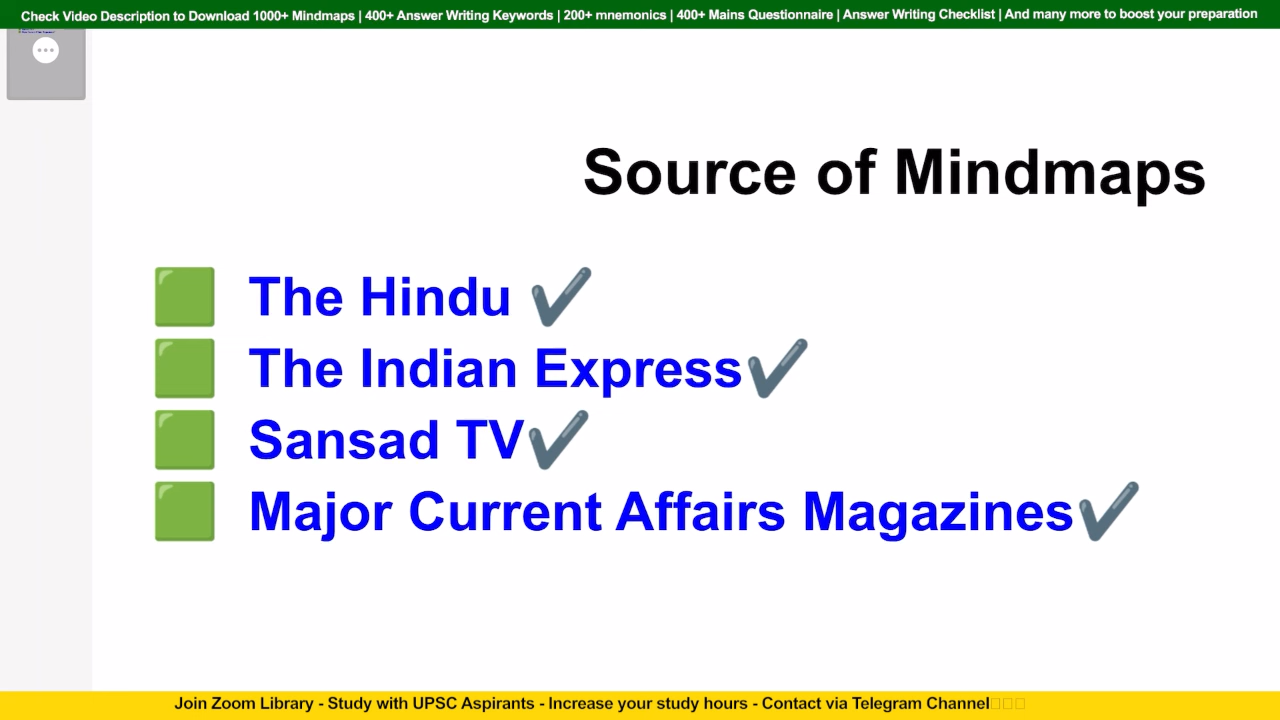 Check Video Description to Download 1000+ Mindmaps | 400+ Answer Writing Keywords | 200+ mnemonics | 400+ Mains Questionnaire | Answer Writing Checklist | And many more to boost your preparation
Source of Mindmaps
The Hindu ✔
The Indian Express✔
Sansad TV✔
Major Current Affairs Magazines✔
Join Zoom Library - Study with UPSC Aspirants - Increase your study hours - Contact via Telegram Channel